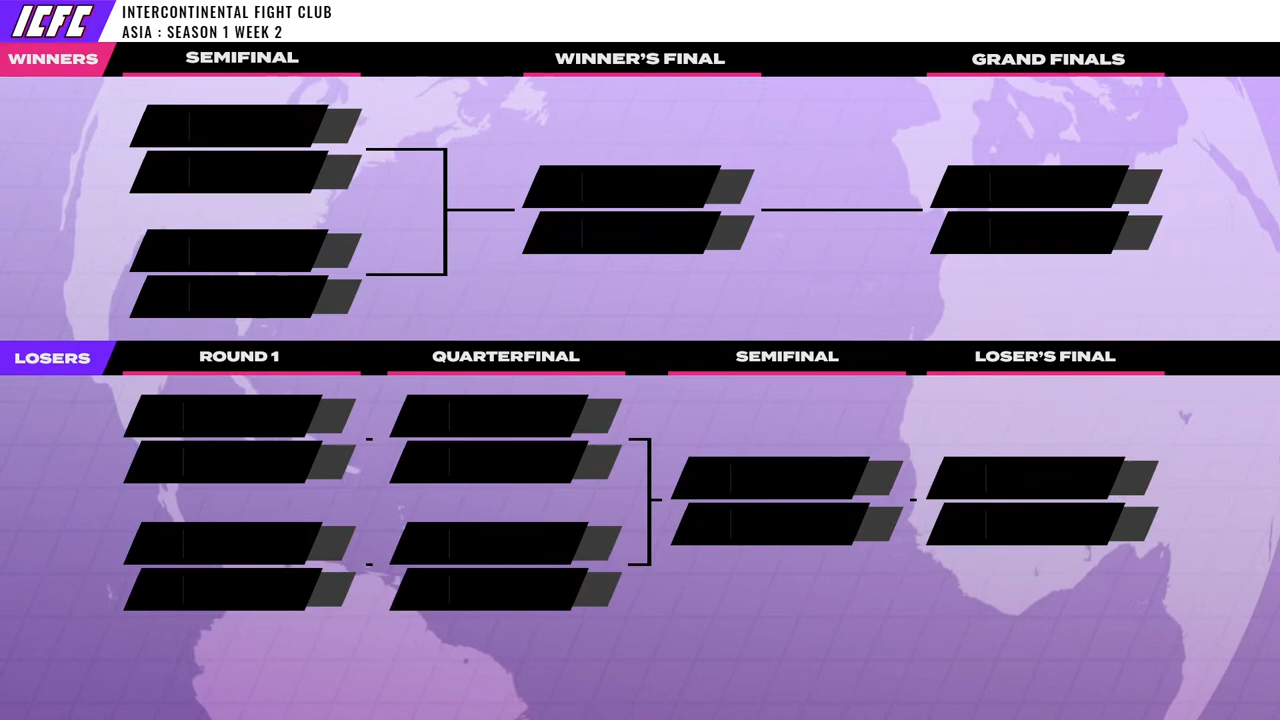 ICFC
INTERCONTINENTAL FIGHT CLUB
ASIA : SEASON 1 WEEK 2
WINNERS
SEMIFINAL
WINNER'S FINAL
GRAND FINALS
LOSERS
ROUND 1
QUARTERFINAL
SEMIFINAL
LOSER'S FINAL